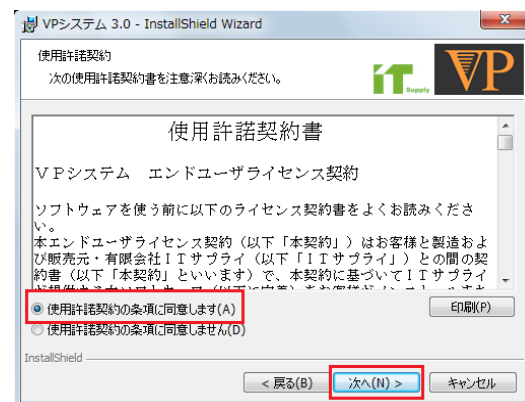 VPシステム 3.0 - InstallShield Wizard
使用許諾契約
次の使用許諾契約書を注意深くお読みください。
iT Supply
VP
使用許諾契約書
VPシステム エンドユーザライセンス契約
ソフトウェアを使う前に以下のライセンス契約書をよくお読みくださ
い。
本エンドユーザライセンス契約(以下「本契約」)はお客様と製造およ
び販売元・有限会社ITサプライ(以下「ITサプライ」)との間の契
約書(以下「本契約」といいます)で、本契約に基づいてITサプライ
使用許諾契約の条項に同意します(A)
印刷(P)
使用許諾契約の条項に同意しません(D)
InstallShield
< 戻る(B)
次へ(N) >
キャンセル